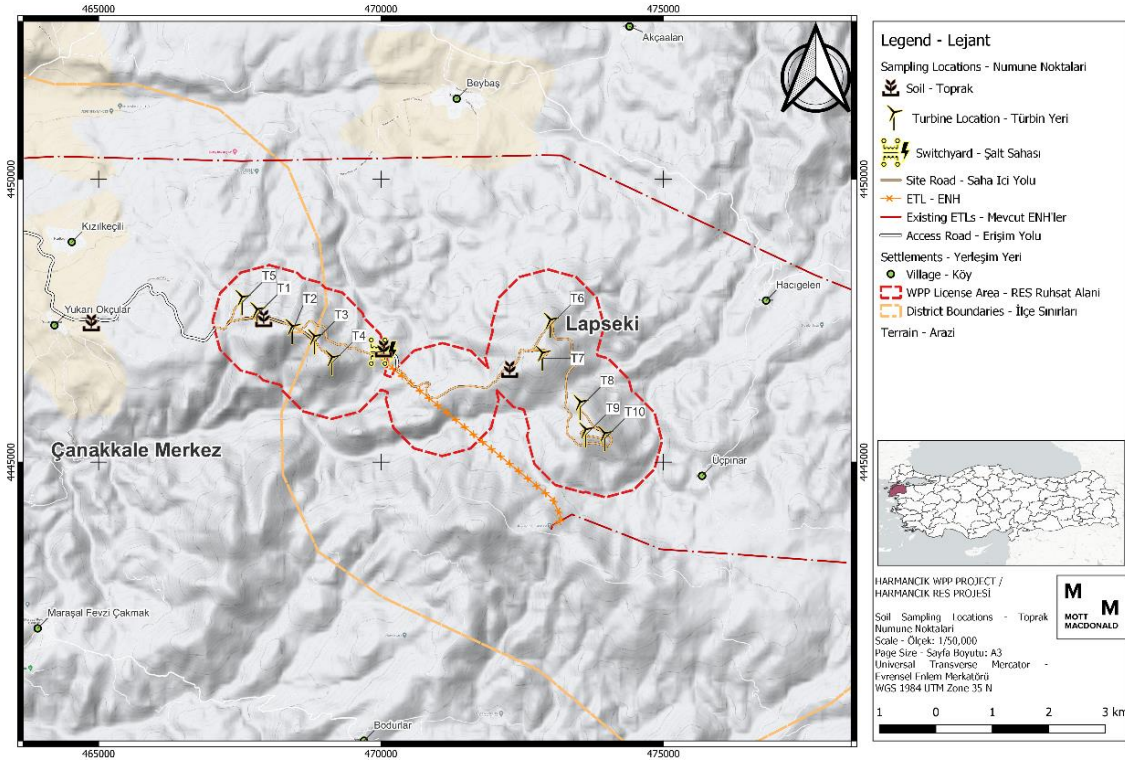 465000
470000
475000
Akçaalan
Beybaş
4450000
4450000
Kızılkeçili
Hacıgelen
Yukarı Okçular
T5
T1
T2
T3
T4
T6
Lapseki
T7
T8
T9
T10
4445000
4445000
Çanakkale Merkez
Üçpınar
Maraşal Fevzi Çakmak
Bodurlar
465000
470000
475000
Legend - Lejant
Sampling Locations - Numune Noktalari
Soil - Toprak
Turbine Location - Türbin Yeri
Switchyard - Şalt Sahası
Site Road - Saha Ici Yolu
ETL - ENH
Existing ETLs - Mevcut ENH'ler
Access Road - Erişim Yolu
Settlements - Yerleşim Yeri
Village - Köy
WPP License Area - RES Ruhsat Alani
District Boundaries - İlçe Sınırları
Terrain - Arazi
HARMANCIK WPP PROJECT /
HARMANCIK RES PROJESİ
Soil Sampling Locations - Toprak
Numune Noktalari
Scale - Ölçek: 1/50,000
Page Size - Sayfa Boyutu: A3
Universal Transverse Mercator -
Evrensel Enlem Merkatörü
WGS 1984 UTM Zone 35 N
M
M
MOTT
MACDONALD
1 0 1 2 3 km